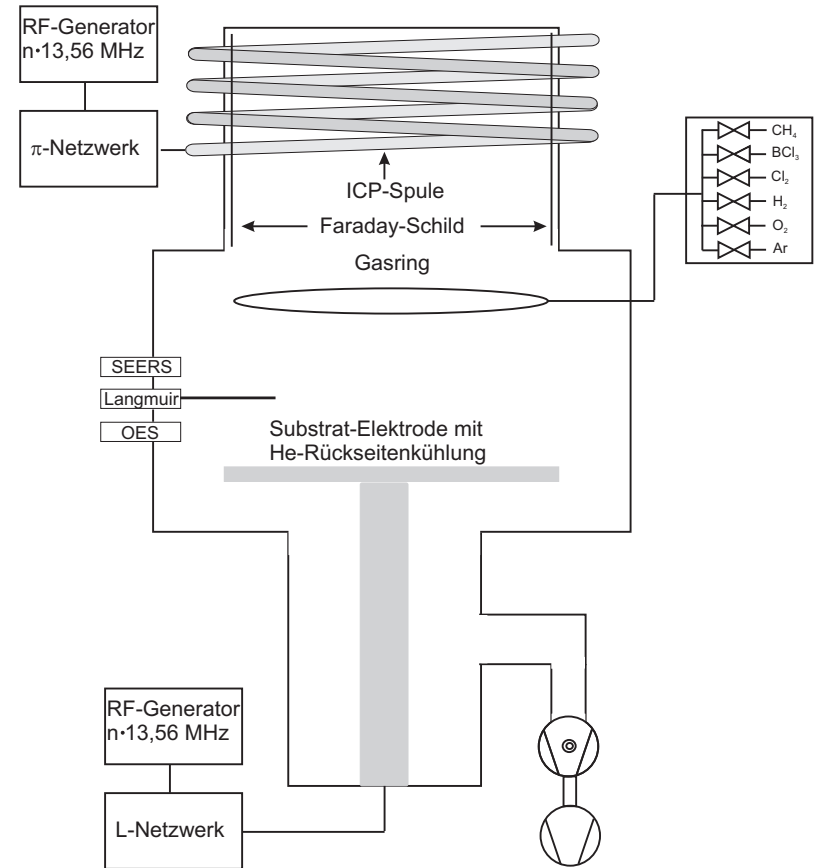 RF-Generator
n·13,56 MHz
π-Netzwerk
ICP-Spule
Faraday-Schild
Gasring
CH₄
BCl₃
Cl₂
H₂
O₂
Ar
SEERS
Langmuir
OES
Substrat-Elektrode mit
He-Rückseitenkühlung
RF-Generator
n·13,56 MHz
L-Netzwerk